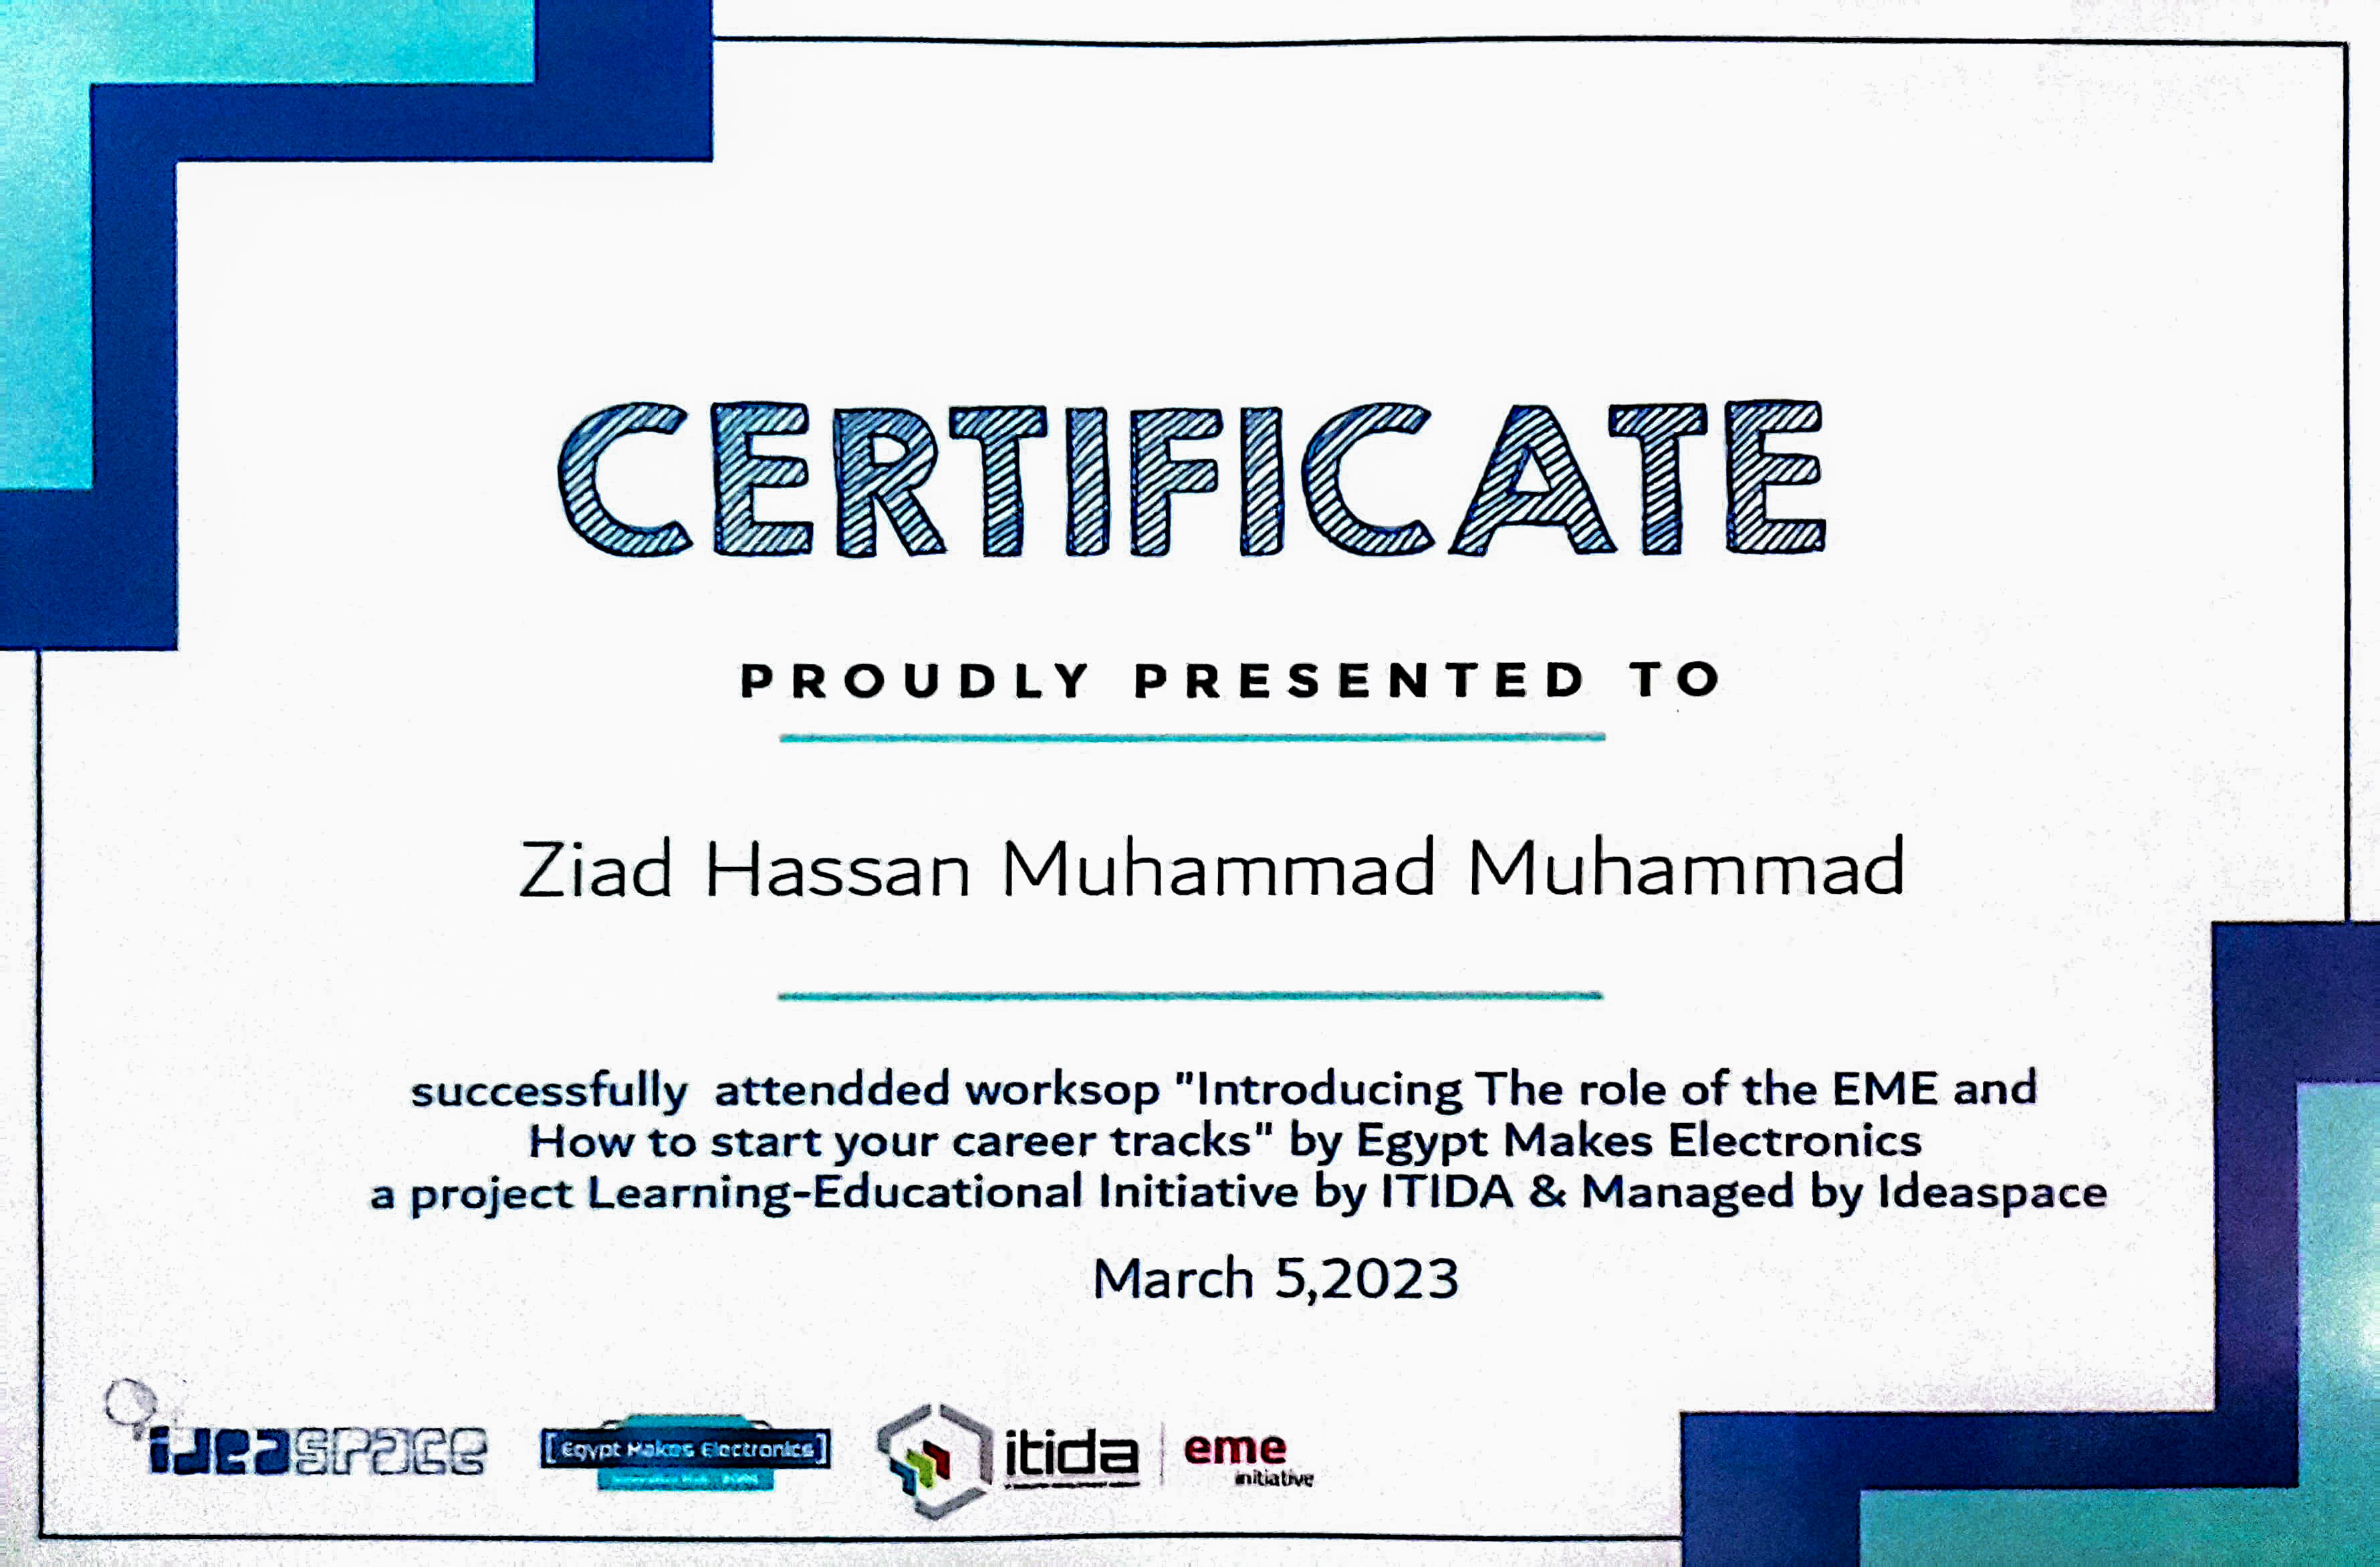 CERTIFICATE
PROUDLY PRESENTED TO
Ziad Hassan Muhammad Muhammad
successfully attendded worksop "Introducing The role of the EME and
How to start your career tracks" by Egypt Makes Electronics
a project Learning-Educational Initiative by ITIDA & Managed by Ideaspace
March 5,2023
ideaspace
[Egypt Makes Electronics]
itida
eme
initiative